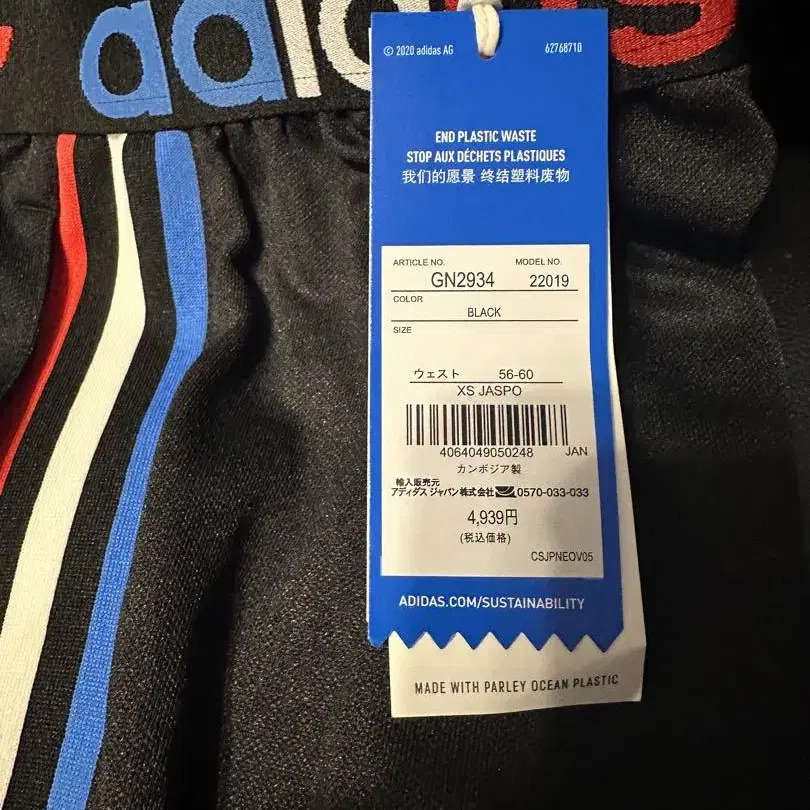 adidas
© 2020 adidas AG 62768710
END PLASTIC WASTE
STOP AUX DÉCHETS PLASTIQUES
我们的愿景 终结塑料废物
ARTICLE NO. MODEL NO.
GN2934 22019
COLOR
BLACK
SIZE
ウェスト 56-60
XS JASPO
4064049050248 JAN
カンボジア製
輸入販売元
アディダス ジャパン株式会社 0570-033-033
4,939円
(税込価格)
CSJPNEOV05
ADIDAS.COM/SUSTAINABILITY
MADE WITH PARLEY OCEAN PLASTIC